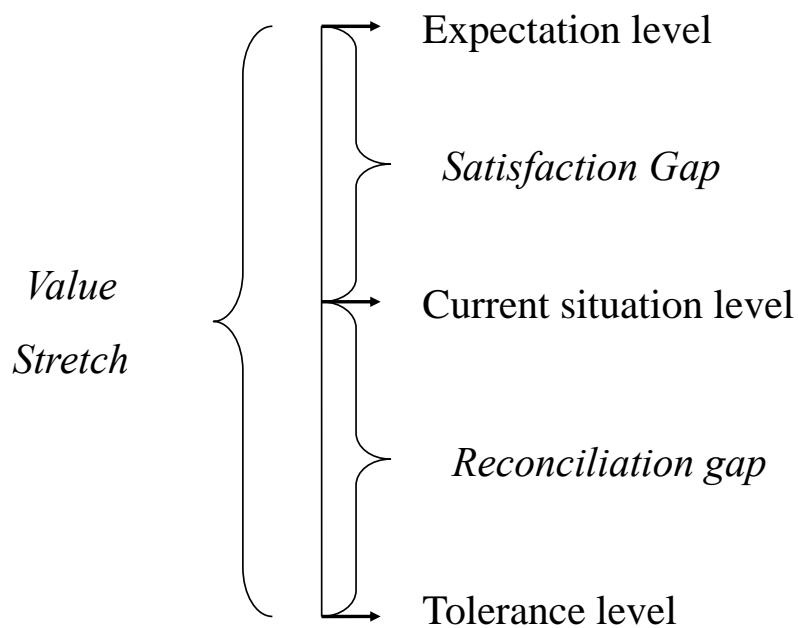 Expectation level
Satisfaction Gap
Value
Stretch
Current situation level
Reconciliation gap
Tolerance level